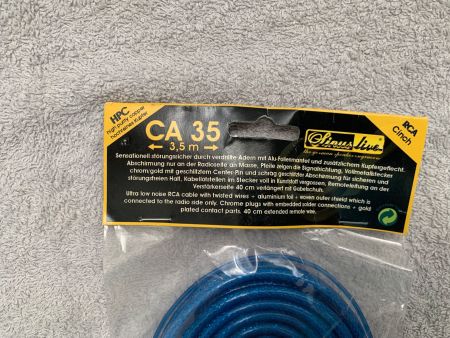 HPC
high purity copper
hochreines Kupfer
CA 35
3,5 m
Sinus live
RCA
Cinch
Sensationell störungsicher durch verdrillte Adern mit Alu-Folienmantel und zusätzlichen Kupfergeflecht.
Abschirmung nur an der Radioseite an Masse, Pfeile zeigen die Signalrichtung, Vollmetallstecker
chrom/gold mit geschlitztem Center-Pin und schräg geschlitzter Abschirmung für sicheren und
störungsfreien Halt, Kabellötstellen im Stecker voll in Kunststoff vergossen, Remoteleitung an der
Verstärkerseite 40 cm verlängert mit Gabelschuh.
Ultra low noise RCA cable with twisted wires + aluminium foil + woven outer shield which is
connected to the radio side only. Chrome plugs with embedded solder connections + gold
plated contact parts. 40 cm extended remote wire.